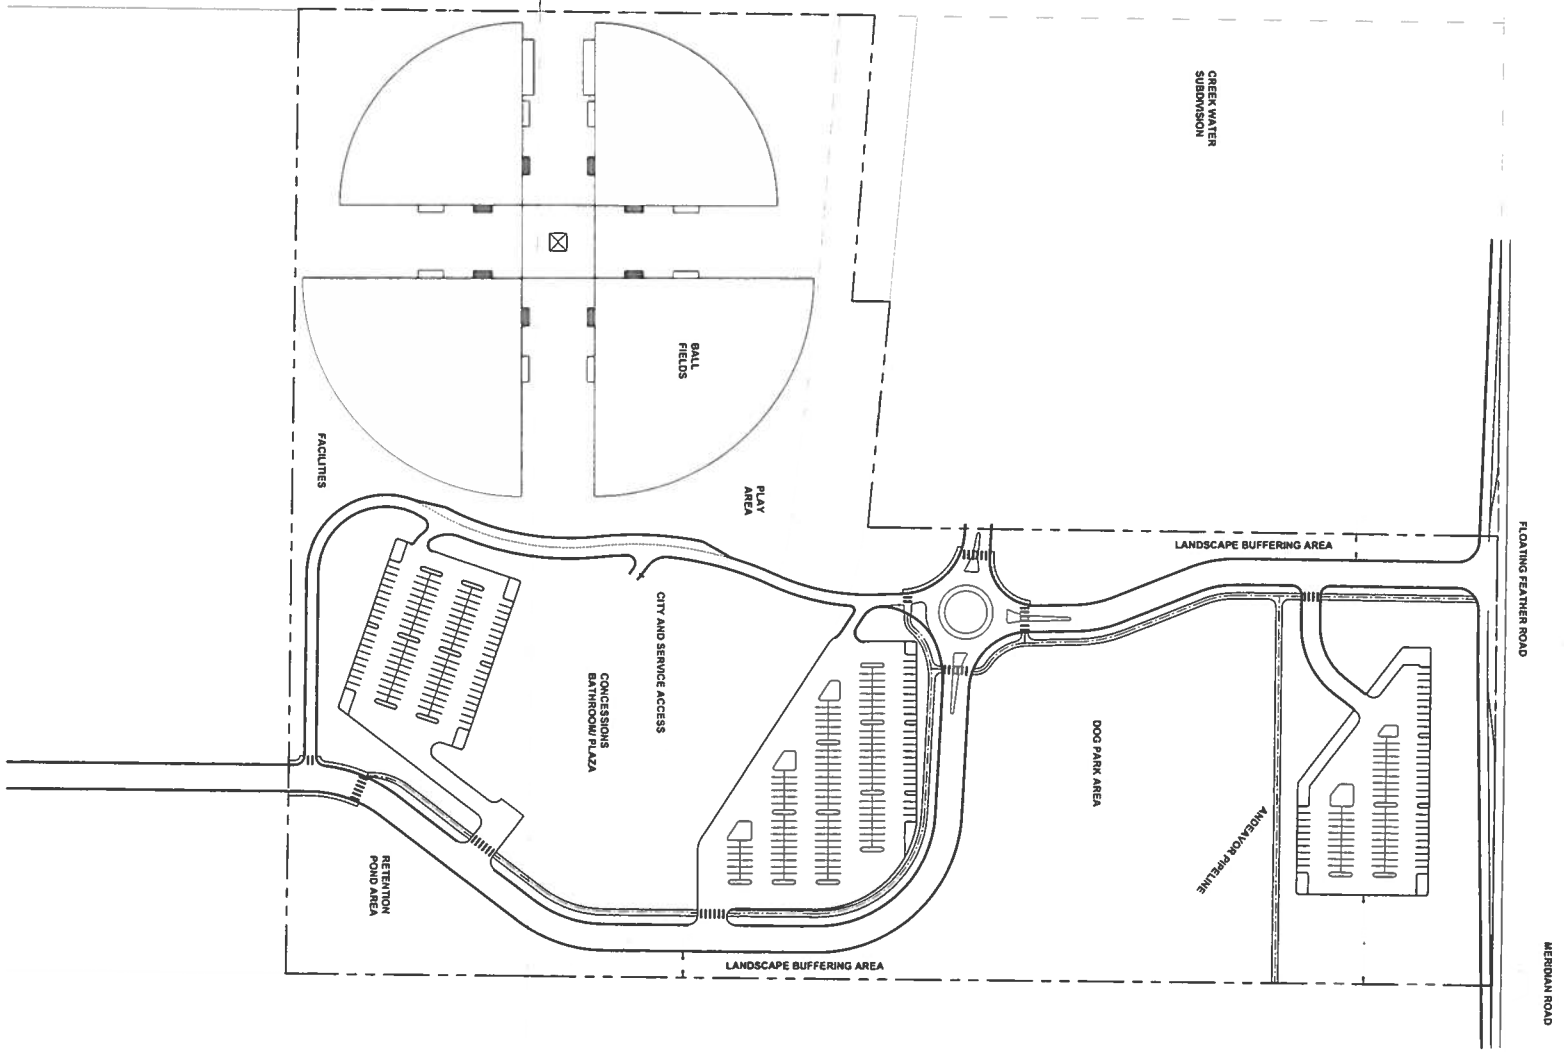 CREEK WATER
SUBDIVISION
FLOATING FEATHER ROAD
MERIDIAN ROAD
BALL
FIELDS
FACILITIES
PLAY
AREA
LANDSCAPE BUFFERING AREA
CITY AND SERVICE ACCESS
CONCESSIONS
BATHROOM/ PLAZA
DOG PARK AREA
ANDEAVOR PIPELINE
RETENTION
POND AREA
LANDSCAPE BUFFERING AREA